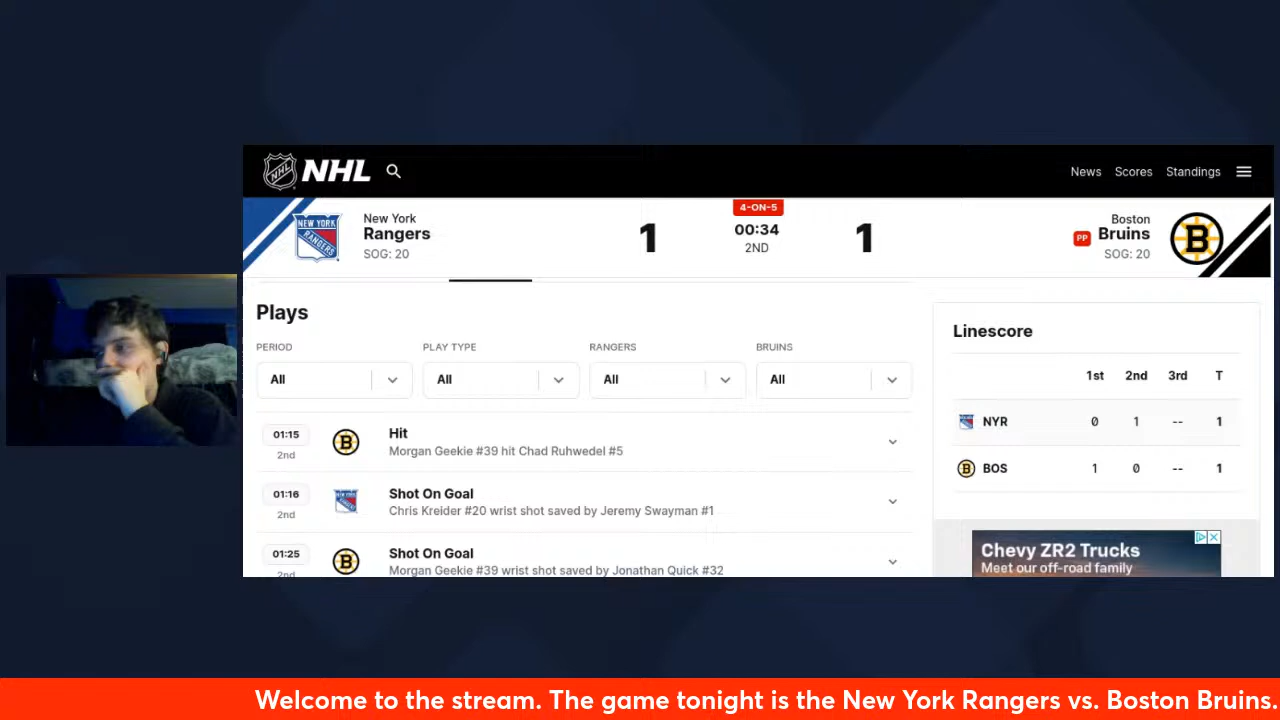 NHL
News Scores Standings
4-ON-5
New York
Rangers
SOG: 20
1
00:34
2ND
1
PP
Boston
Bruins
SOG: 20
Plays
PERIOD PLAY TYPE RANGERS BRUINS
All All All All
01:15
2nd
Hit
Morgan Geekie #39 hit Chad Ruhwedel #5
01:16
2nd
Shot On Goal
Chris Kreider #20 wrist shot saved by Jeremy Swayman #1
01:25
2nd
Shot On Goal
Morgan Geekie #39 wrist shot saved by Jonathan Quick #32
Linescore
1st 2nd 3rd T
NYR 0 1 -- 1
BOS 1 0 -- 1
Chevy ZR2 Trucks
Meet our off-road family
Welcome to the stream. The game tonight is the New York Rangers vs. Boston Bruins.